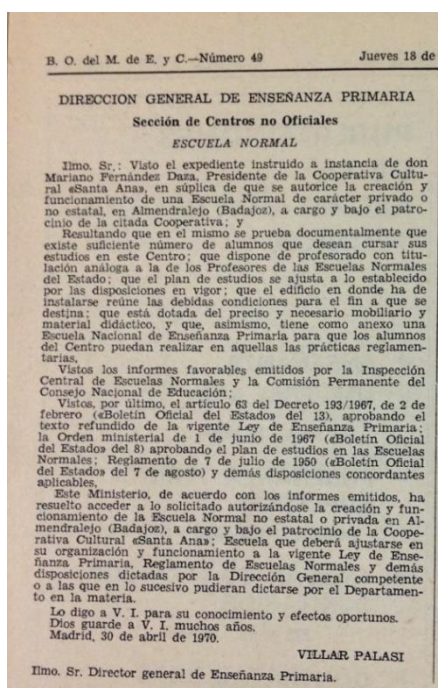 B. O. del M. de E. y C.—Número 49 Jueves 18 de
DIRECCION GENERAL DE ENSEÑANZA PRIMARIA
Sección de Centros no Oficiales
ESCUELA NORMAL
Ilmo. Sr.: Visto el expediente instruido a instancia de don
Mariano Fernández Daza, Presidente de la Cooperativa Cultu-
ral «Santa Ana», en súplica de que se autorice la creación y
funcionamiento de una Escuela Normal de carácter privado o
no estatal, en Almendralejo (Badajoz), a cargo y bajo el patro-
cinio de la citada Cooperativa; y
Resultando que en el mismo se prueba documentalmente que
existe suficiente número de alumnos que desean cursar sus
estudios en este Centro; que dispone de profesorado con titu-
lación análoga a la de los Profesores de las Escuelas Normales
del Estado; que el plan de estudios se ajusta a lo establecido
por las disposiciones en vigor; que el edificio en donde ha de
instalarse reúne las debidas condiciones para el fin a que se
destina; que está dotada del preciso y necesario mobiliario y
material didáctico, y que, asimismo, tiene como anexo una
Escuela Nacional de Enseñanza Primaria para que los alumnos
del Centro puedan realizar en aquellas las prácticas reglamen-
tarias,
Vistos los informes favorables emitidos por la Inspección
Central de Escuelas Normales y la Comisión Permanente del
Consejo Nacional de Educación;
Vistos, por último, el artículo 63 del Decreto 193/1967, de 2 de
febrero («Boletín Oficial del Estado» del 13), aprobando el
texto refundido de la vigente Ley de Enseñanza Primaria;
la Orden ministerial de 1 de junio de 1967 («Boletín Oficial
del Estado» del 8) aprobando el plan de estudios en las Escuelas
Normales; Reglamento de 7 de julio de 1950 («Boletín Oficial
del Estado» del 7 de agosto) y demás disposiciones concordantes
aplicables,
Este Ministerio, de acuerdo con los informes emitidos, ha
resuelto acceder a lo solicitado autorizándose la creación y fun-
cionamiento de la Escuela Normal no estatal o privada en Al-
mendralejo (Badajoz), a cargo y bajo el patrocinio de la Coope-
rativa Cultural «Santa Ana»; Escuela que deberá ajustarse en
su organización y funcionamiento a la vigente Ley de Ense-
ñanza Primaria, Reglamento de Escuelas Normales y demás
disposiciones dictadas por la Dirección General competente
o a las que en lo sucesivo pudieran dictarse por el Departamen-
to en la materia.
Lo digo a V. I. para su conocimiento y efectos oportunos.
Dios guarde a V. I. muchos años.
Madrid, 30 de abril de 1970.
VILLAR PALASI
Ilmo. Sr. Director general de Enseñanza Primaria.